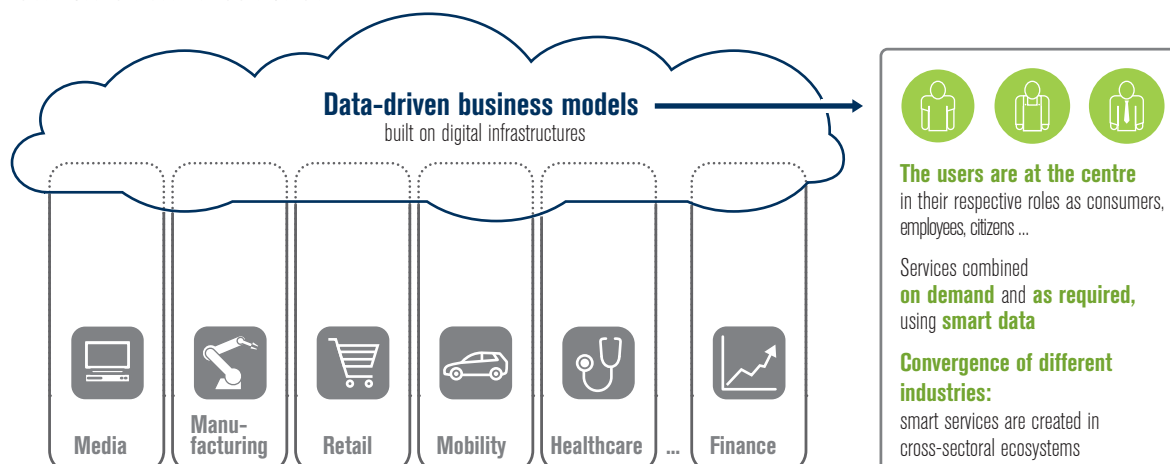 Data-driven business models
built on digital infrastructures
Media
Manu-
facturing
Retail
Mobility
Healthcare
...
Finance
The users are at the centre
in their respective roles as consumers,
employees, citizens ...
Services combined
on demand and as required,
using smart data
Convergence of different
industries:
smart services are created in
cross-sectoral ecosystems